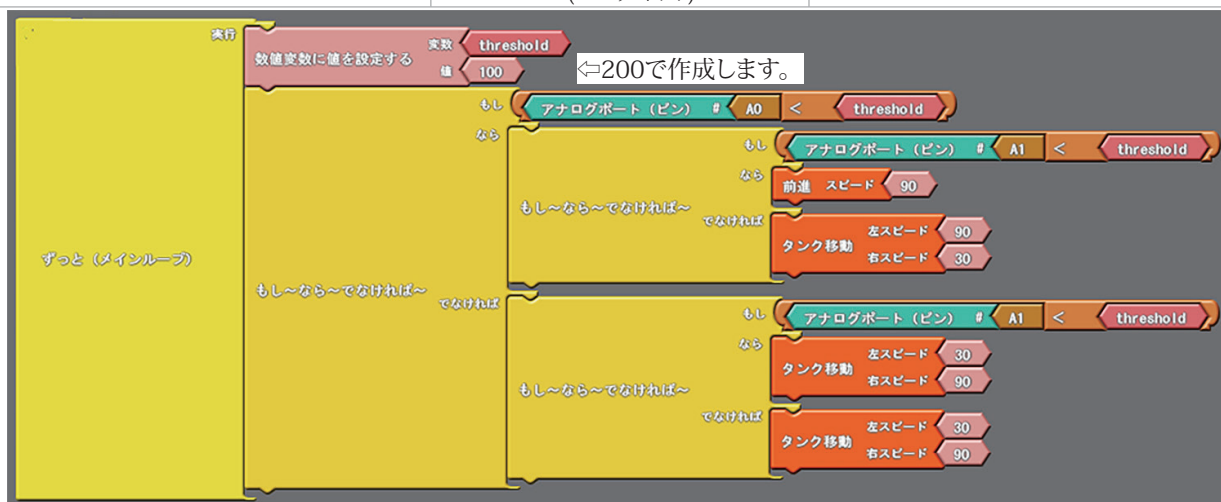 実行
数値変数に値を設定する
変数 threshold
値 100
⇦200で作成します。
もし アナログポート (ピン) # A0 < threshold
なら
もし アナログポート (ピン) # A1 < threshold
なら
前進 スピード 90
もし～なら～でなければ～
でなければ
タンク移動
左スピード 90
右スピード 30
ずっと (メインループ)
もし～なら～でなければ～
でなければ
もし アナログポート (ピン) # A1 < threshold
なら
タンク移動
左スピード 30
右スピード 90
もし～なら～でなければ～
でなければ
タンク移動
左スピード 30
右スピード 90